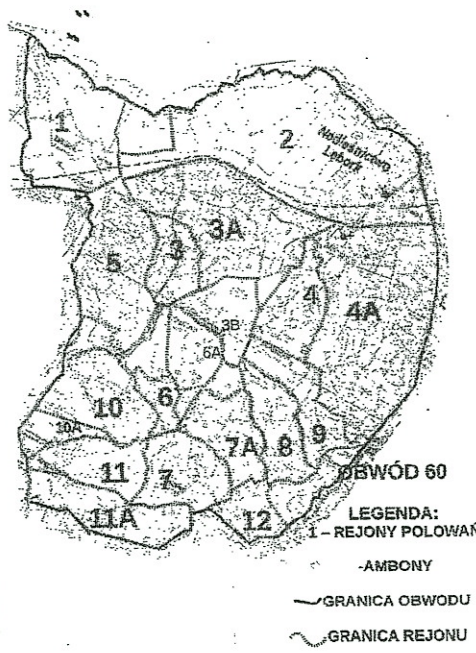 1
2
Nadleśnictwo
Lębork
3A
3
5
4
4A
3B
6A
10
6
10A
7A
8
9
11
7
OBWÓD 60
11A
12
LEGENDA:
1 – REJONY POLOWAŃ
-AMBONY
GRANICA OBWODU
GRANICA REJONU